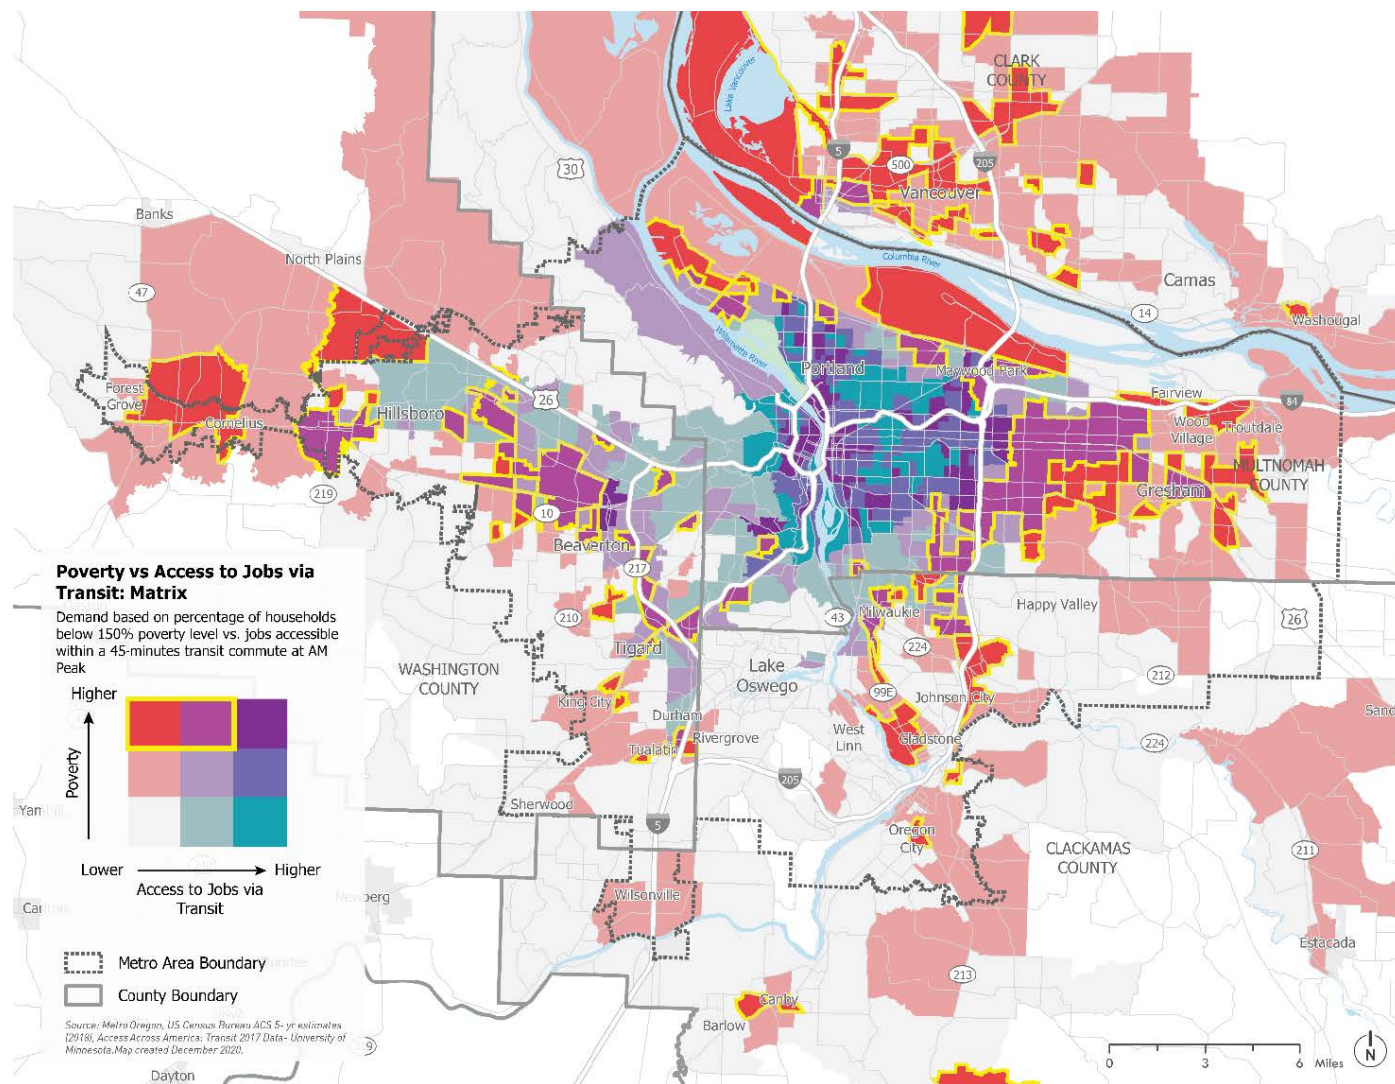 CLARK
COUNTY
Lake Vancouver
30
5
500
205
Vancouver
Banks
North Plains
Columbia River
Camas
47
14
Washougal
Willamette River
Portland
Maywood Park
Forest
Grove
26
Fairview
84
Hillsboro
Cornelius
Wood
Village
Troutdale
MULTNOMAH
COUNTY
219
Gresham
10
Beaverton
217
Poverty vs Access to Jobs via
Transit: Matrix
Demand based on percentage of households
below 150% poverty level vs. jobs accessible
within a 45-minutes transit commute at AM
Peak
Higher
Poverty
Lower
Higher
Access to Jobs via
Transit
Metro Area Boundary
County Boundary
Source: Metro Oregon, US Census Bureau ACS 5- yr estimates
(2018), Access Across America: Transit 2017 Data- University of
Minnesota. Map created December 2020.
210
43
Milwaukie
Happy Valley
26
Tigard
224
WASHINGTON
COUNTY
Lake
Oswego
212
99E
Johnson City
King City
Durham
Rivergrove
West
Linn
Gladstone
224
Sand
Tualatin
205
Sherwood
5
Oregon
City
CLACKAMAS
COUNTY
211
Wilsonville
Estacada
213
Canby
Barlow
Dayton
0 3 6 Miles
N